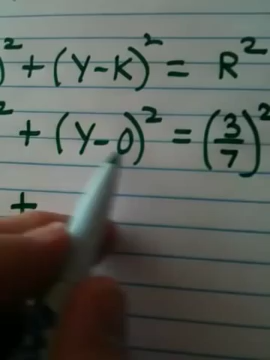 )² + (Y-K)² = R²
² + (Y-0)² = (3/7)²
+